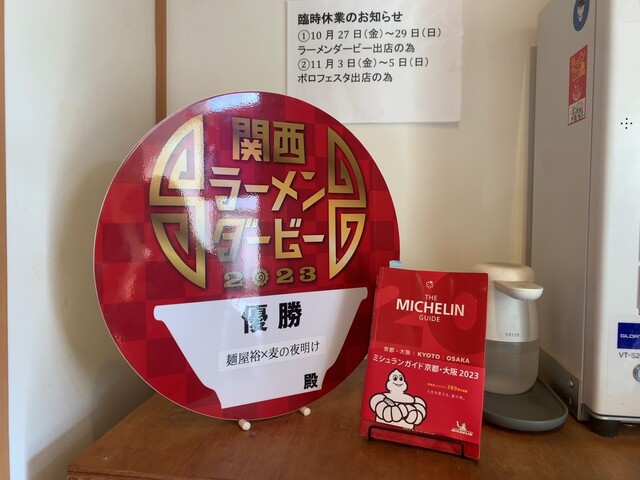 臨時休業のお知らせ
①10月27日(金)～29日(日)
ラーメンダービー出店の為
②11月3日(金)～5日(日)
ボロフェスタ出店の為
関西
ラーメン
ダービー
2023
優勝
麺屋裕×麦の夜明け
殿
THE
MICHELIN
GUIDE
京都・大阪 | KYOTO | OSAKA
ミシュランガイド京都・大阪 2023
MICHELIN
GLORY
VT-S2